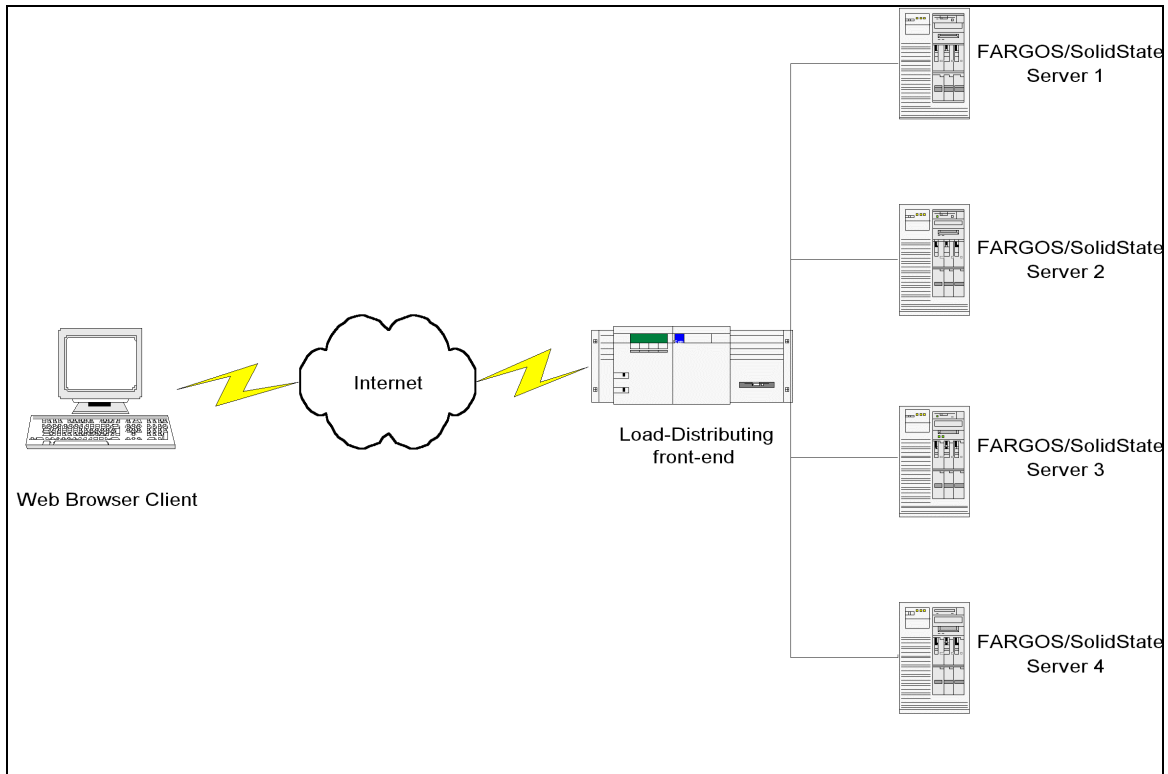 FARGOS/SolidState
Server 1
FARGOS/SolidState
Server 2
Internet
Load-Distributing
front-end
FARGOS/SolidState
Server 3
Web Browser Client
FARGOS/SolidState
Server 4